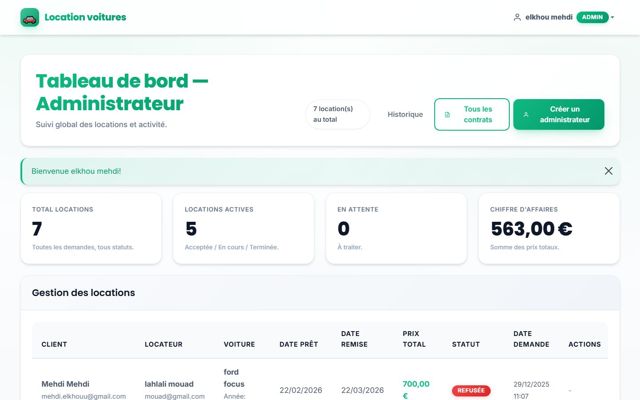 Location voitures
elkhou mehdi ADMIN
Tableau de bord —
Administrateur
Suivi global des locations et activité.
7 location(s)
au total
Historique
Tous les
contrats
Créer un
administrateur
Bienvenue elkhou mehdi!
TOTAL LOCATIONS
7
Toutes les demandes, tous statuts.
LOCATIONS ACTIVES
5
Acceptée / En cours / Terminée.
EN ATTENTE
0
À traiter.
CHIFFRE D'AFFAIRES
563,00 €
Somme des prix totaux.
Gestion des locations
CLIENT
LOCATEUR
VOITURE
DATE PRÊT
DATE
REMISE
PRIX
TOTAL
STATUT
DATE
DEMANDE
ACTIONS
Mehdi Mehdi
mehdi.elkhouu@gmail.com
lahlali mouad
mouad@gmail.com
ford
focus
Année:
22/02/2026
22/03/2026
700,00
€
REFUSÉE
29/12/2025
11:07
-